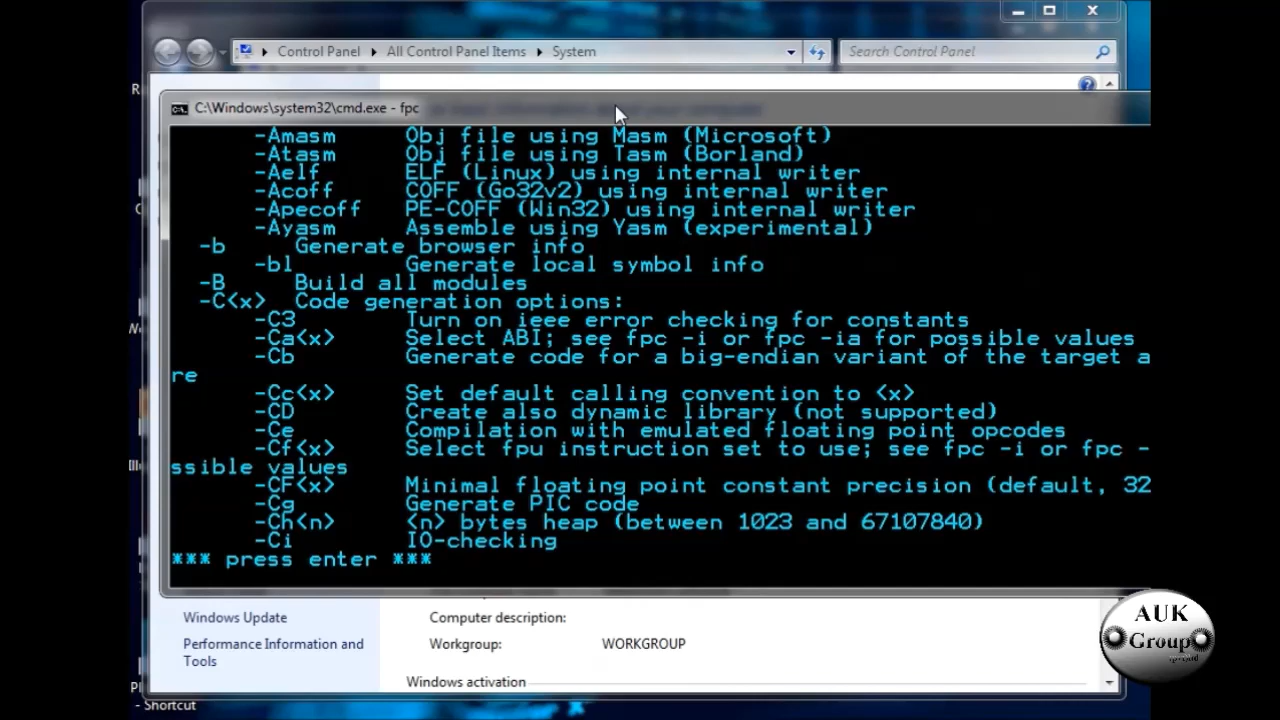 Control Panel
All Control Panel Items
System
Search Control Panel
C:\Windows\system32\cmd.exe - fpc
-Amasm Obj file using Masm (Microsoft)
-Atasm Obj file using Tasm (Borland)
-Aelf ELF (Linux) using internal writer
-Acoff COFF (Go32v2) using internal writer
-Apecoff PE-COFF (Win32) using internal writer
-Ayasm Assemble using Yasm (experimental)
-b Generate browser info
-bl Generate local symbol info
-B Build all modules
-C<x> Code generation options:
-C3 Turn on ieee error checking for constants
-Ca<x> Select ABI; see fpc -i or fpc -ia for possible values
-Cb Generate code for a big-endian variant of the target a
re
-Cc<x> Set default calling convention to <x>
-CD Create also dynamic library (not supported)
-Ce Compilation with emulated floating point opcodes
-Cf<x> Select fpu instruction set to use; see fpc -i or fpc -
ssible values
-CF<x> Minimal floating point constant precision (default, 32
-Cg Generate PIC code
-Ch<n> <n> bytes heap (between 1023 and 67107840)
-Ci IO-checking
*** press enter ***
Windows Update
Performance Information and
Tools
Computer description:
Workgroup: WORKGROUP
Windows activation
- Shortcut
AUK
Group